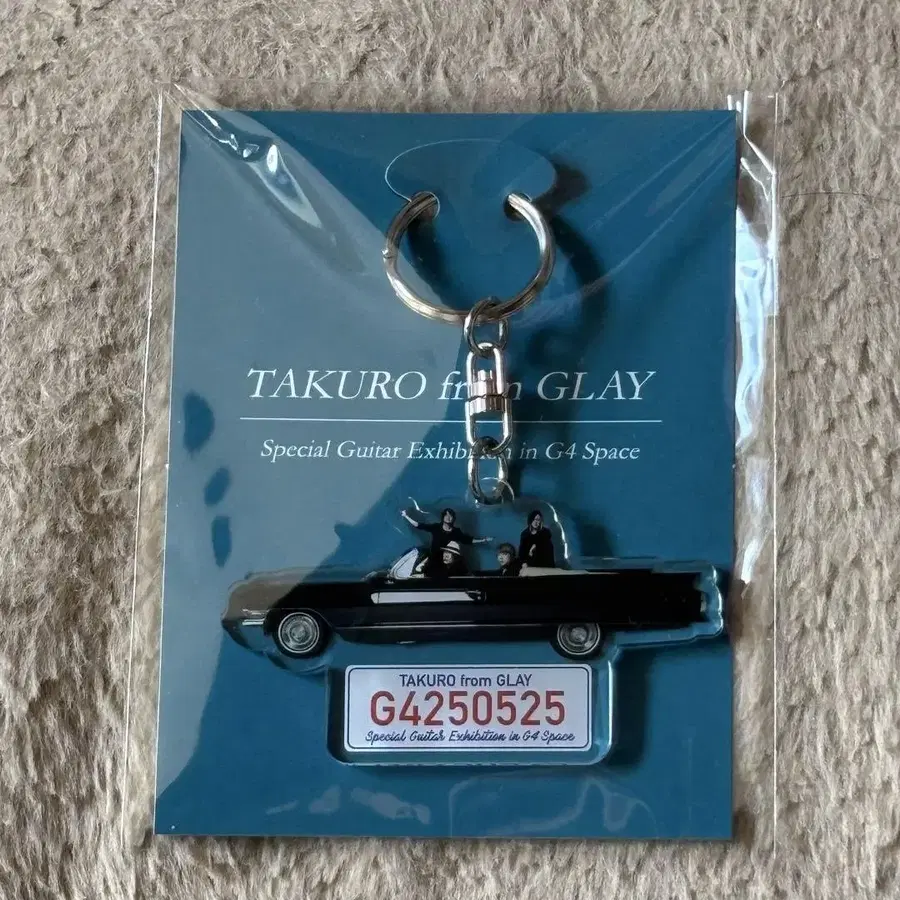 TAKURO from GLAY
Special Guitar Exhibition in G4 Space
TAKURO from GLAY
G4250525
Special Guitar Exhibition in G4 Space